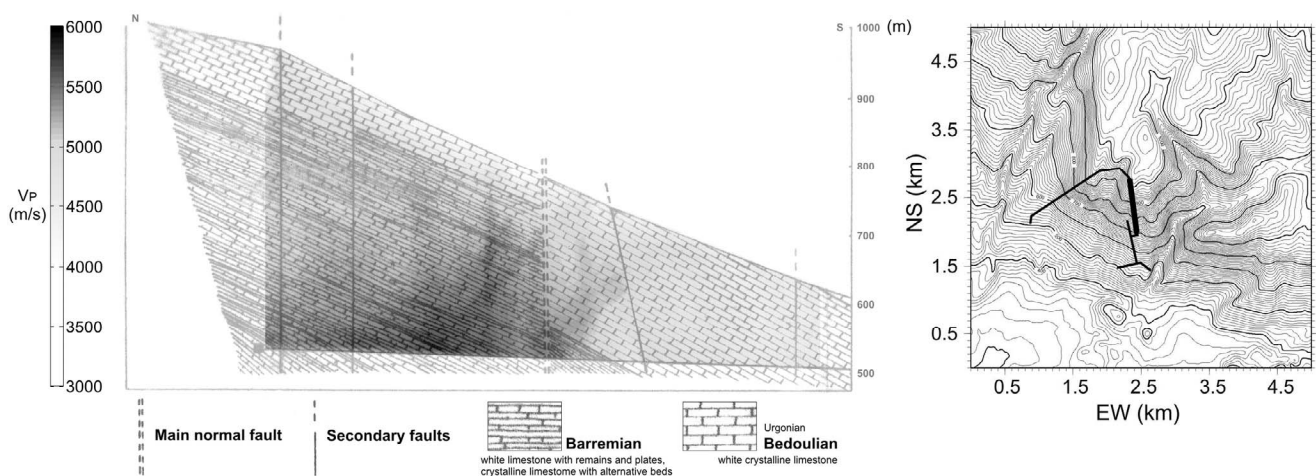 6000
5500
5000
4500
4000
3500
3000
VP
(m/s)
N
S
1000 (m)
900
800
700
600
500
Main normal fault
Secondary faults
Barremian
white limestone with remains and plates,
crystalline limestome with alternative beds
Urgonian
Bedoulian
white crystalline limestone
4.5
3.5
2.5
1.5
0.5
NS (km)
0.5 1.5 2.5 3.5 4.5
EW (km)